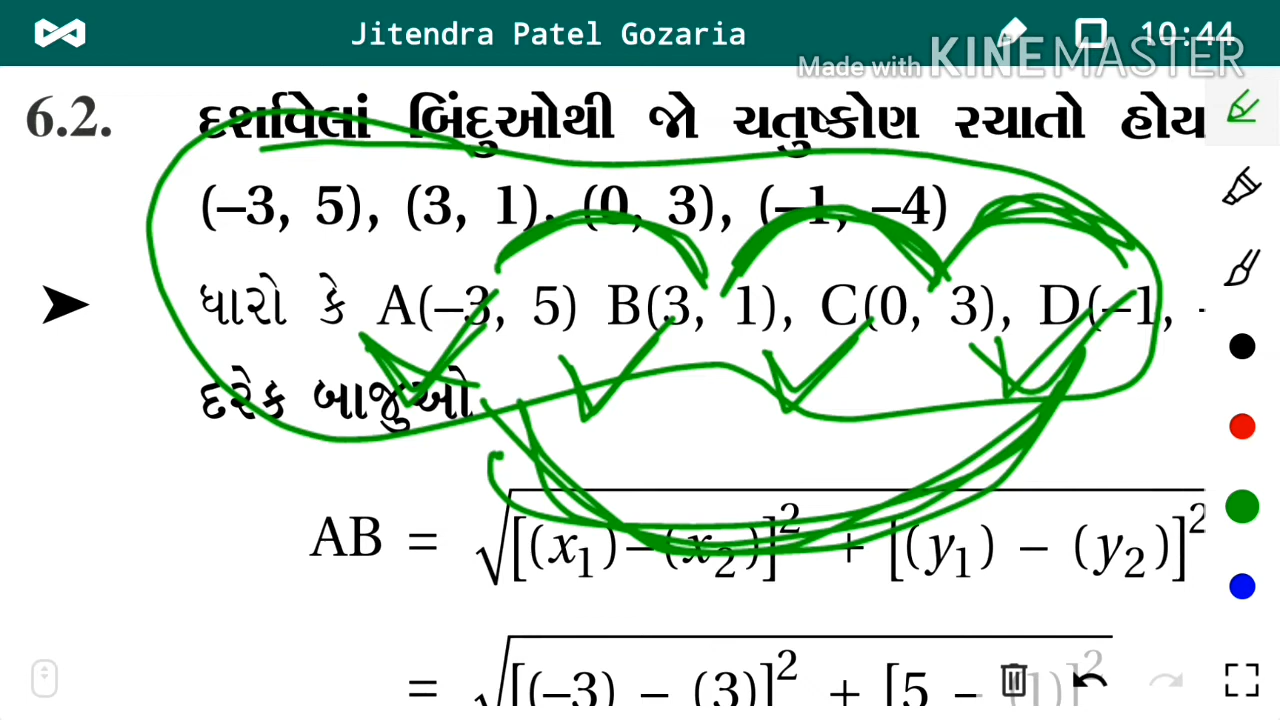 Jitendra Patel Gozaria 10:44
Made with KINEMASTER
6.2. દર્શાવેલાં બિંદુઓથી જો ચતુષ્કોણ રચાતો હોય
(–3, 5), (3, 1), (0, 3), (–1, –4)
➤ ધારો કે A(–3, 5) B(3, 1), C(0, 3), D(–1, -
દરેક બાજુઓ
AB = √[(x₁)–(x₂)]² + [(y₁) – (y₂)]²
= √[(–3) – (3)]² + [5 – (1)]²